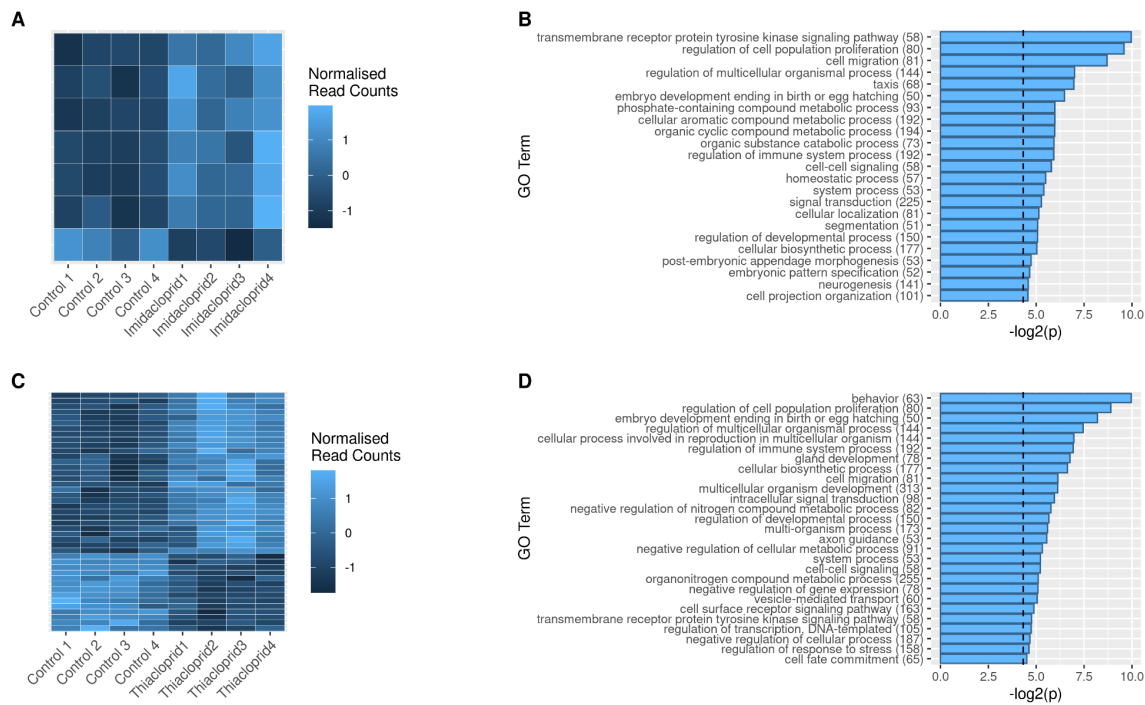 A
Normalised
Read Counts
1
0
-1
Control 1
Control 2
Control 3
Control 4
Imidacloprid1
Imidacloprid2
Imidacloprid3
Imidacloprid4
B
GO Term
transmembrane receptor protein tyrosine kinase signaling pathway (58)
regulation of cell population proliferation (80)
cell migration (81)
regulation of multicellular organismal process (144)
taxis (68)
embryo development ending in birth or egg hatching (50)
phosphate-containing compound metabolic process (93)
cellular aromatic compound metabolic process (192)
organic cyclic compound metabolic process (194)
organic substance catabolic process (73)
regulation of immune system process (192)
cell-cell signaling (58)
homeostatic process (57)
system process (53)
signal transduction (225)
cellular localization (81)
segmentation (51)
regulation of developmental process (150)
cellular biosynthetic process (177)
post-embryonic appendage morphogenesis (53)
embryonic pattern specification (52)
neurogenesis (141)
cell projection organization (101)
0.0 2.5 5.0 7.5 10.0
-log2(p)
C
Normalised
Read Counts
1
0
-1
Control 1
Control 2
Control 3
Control 4
Thiacloprid1
Thiacloprid2
Thiacloprid3
Thiacloprid4
D
GO Term
behavior (63)
regulation of cell population proliferation (80)
embryo development ending in birth or egg hatching (50)
regulation of multicellular organismal process (144)
cellular process involved in reproduction in multicellular organism (144)
regulation of immune system process (192)
gland development (78)
cellular biosynthetic process (177)
cell migration (81)
multicellular organism development (313)
intracellular signal transduction (98)
negative regulation of nitrogen compound metabolic process (82)
regulation of developmental process (150)
multi-organism process (173)
axon guidance (53)
negative regulation of cellular metabolic process (91)
system process (53)
cell-cell signaling (58)
organonitrogen compound metabolic process (255)
negative regulation of gene expression (78)
vesicle-mediated transport (60)
cell surface receptor signaling pathway (163)
transmembrane receptor protein tyrosine kinase signaling pathway (58)
regulation of transcription, DNA-templated (105)
negative regulation of cellular process (187)
regulation of response to stress (158)
cell fate commitment (65)
0.0 2.5 5.0 7.5 10.0
-log2(p)